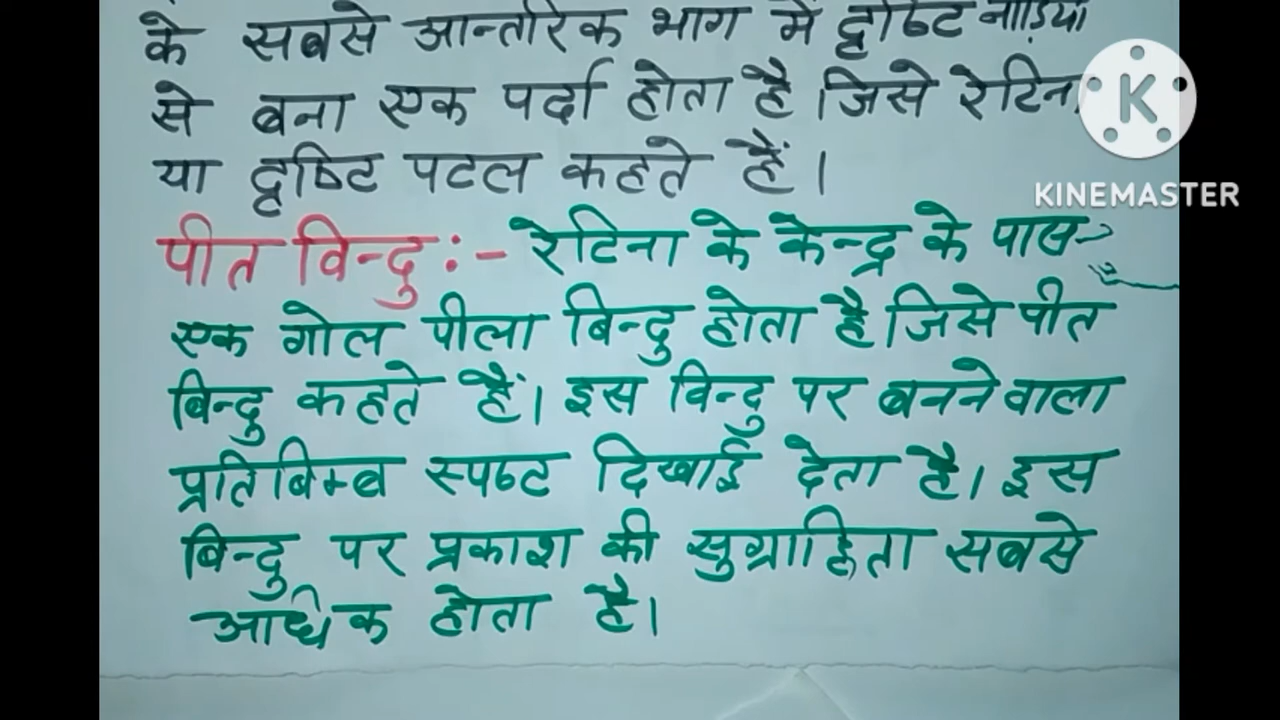 के सबसे आन्तरिक भाग में दृष्टि नाड़ियों
से बना एक पर्दा होता है जिसे रेटिना
या दृष्टि पटल कहते हैं।
पीत विन्दु :- रेटिना के केन्द्र के पास
एक गोल पीला बिन्दु होता है जिसे पीत
बिन्दु कहते हैं। इस विन्दु पर बनने वाला
प्रतिबिम्ब स्पष्ट दिखाई देता है। इस
बिन्दु पर प्रकाश की सुग्राहिता सबसे
अधिक होता है।
K
KINEMASTER